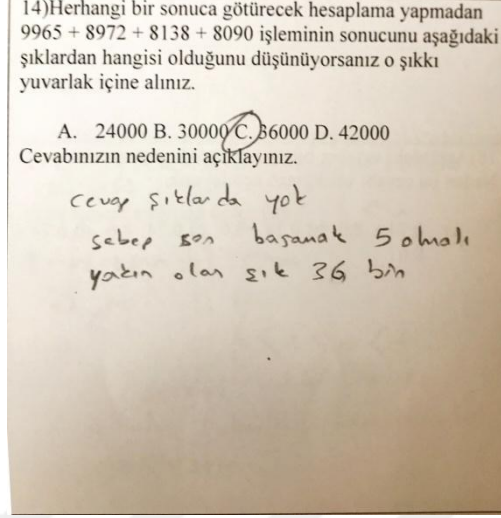 14)Herhangi bir sonuca götürecek hesaplama yapmadan
9965 + 8972 + 8138 + 8090 işleminin sonucunu aşağıdaki
şıklardan hangisi olduğunu düşünüyorsanız o şıkkı
yuvarlak içine alınız.
A. 24000 B. 30000 C. 36000 D. 42000
Cevabınızın nedenini açıklayınız.
cevap şıklarda yok
sebep son basamak 5 olmalı
yakın olan şık 36 bin